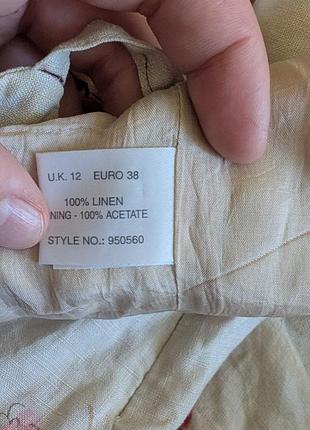 U.K. 12 EURO 38
100% LINEN
NING - 100% ACETATE
STYLE NO.: 950560